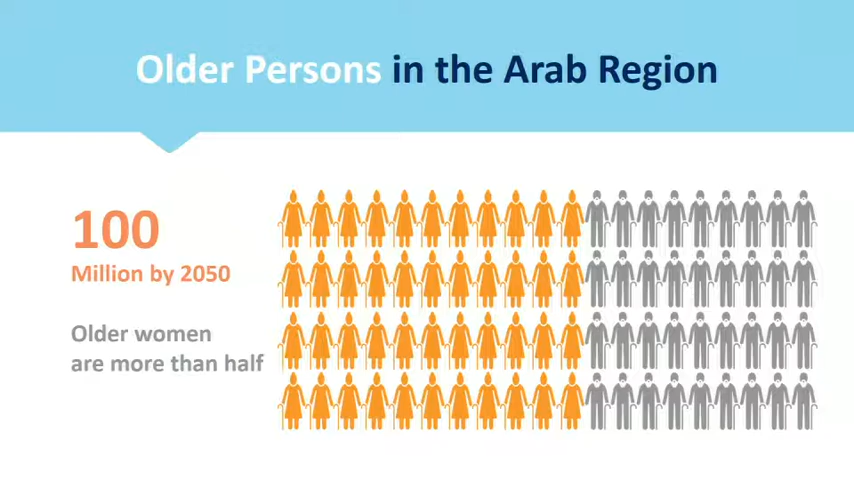 Older Persons in the Arab Region
100
Million by 2050
Older women
are more than half